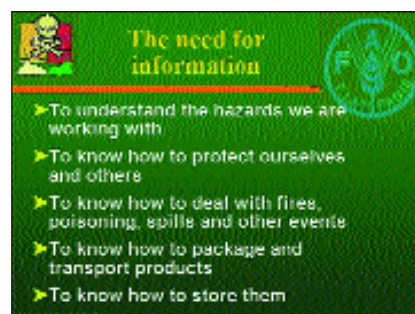 The need for
information
F A O
To understand the hazards we are
working with
To know how to protect ourselves
and others
To know how to deal with fires,
poisoning, spills and other events
To know how to package and
transport products
To know how to store them